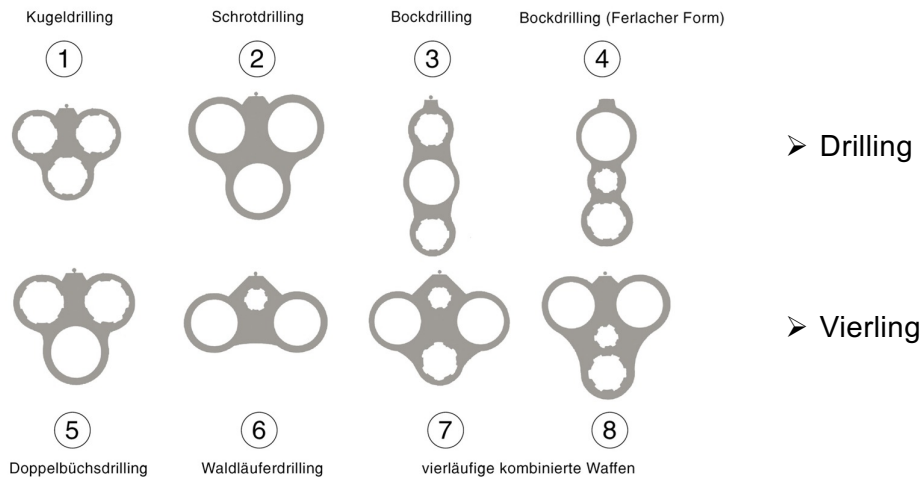 Kugeldrilling Schrotdrilling Bockdrilling Bockdrilling (Ferlacher Form)
1 2 3 4
➢ Drilling
➢ Vierling
5 6 7 8
Doppelbüchsdrilling Waldläuferdrilling vierläufige kombinierte Waffen